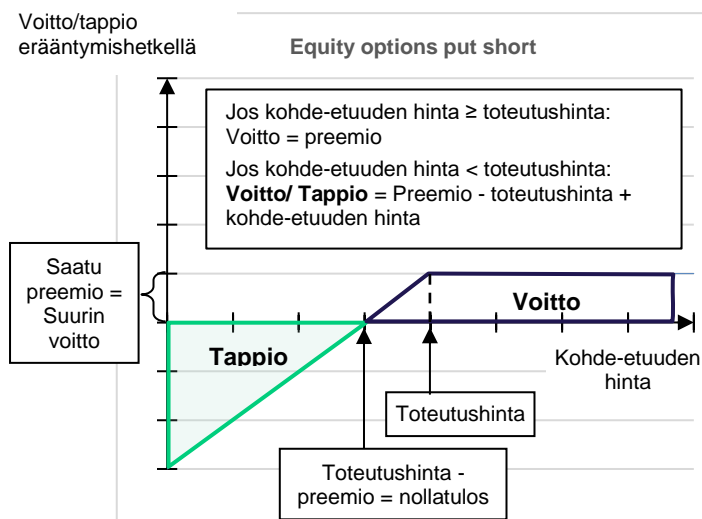 Voitto/tappio
erääntymishetkellä
Equity options put short
Jos kohde-etuuden hinta ≥ toteutushinta:
Voitto = preemio
Jos kohde-etuuden hinta < toteutushinta:
Voitto/ Tappio = Preemio - toteutushinta +
kohde-etuuden hinta
Saatu
preemio =
Suurin
voitto
Voitto
Tappio
Kohde-etuuden
hinta
Toteutushinta
Toteutushinta -
preemio = nollatulos